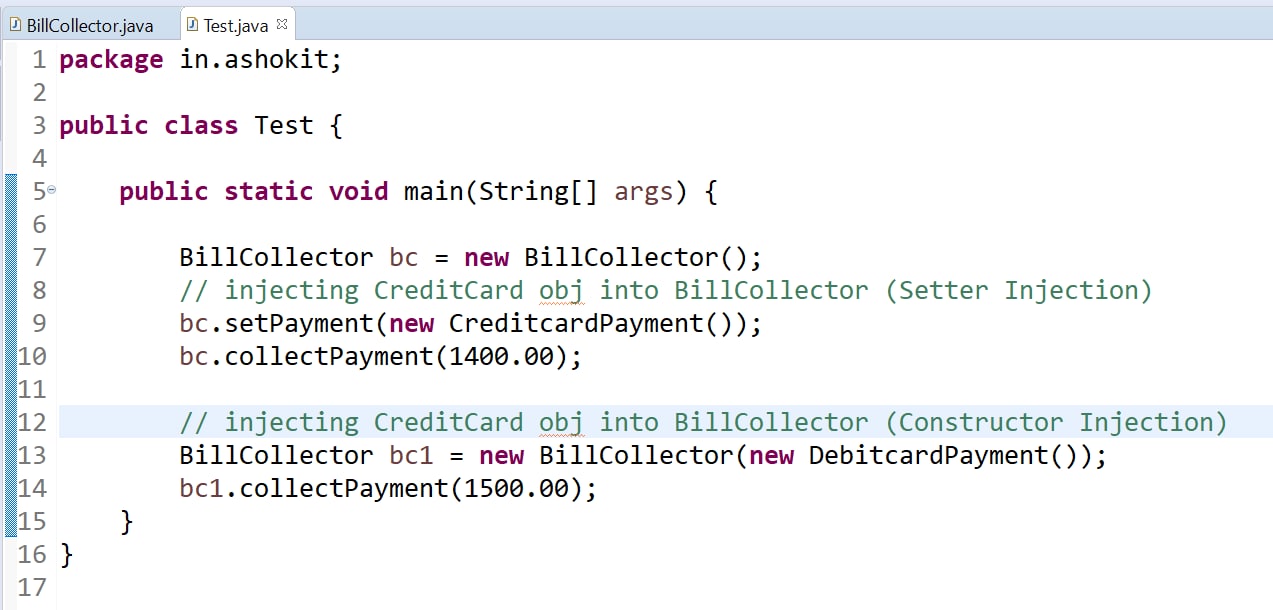 BillCollector.java Test.java
1 package in.ashokit;
2
3 public class Test {
4
5 public static void main(String[] args) {
6
7 BillCollector bc = new BillCollector();
8 // injecting CreditCard obj into BillCollector (Setter Injection)
9 bc.setPayment(new CreditcardPayment());
10 bc.collectPayment(1400.00);
11
12 // injecting CreditCard obj into BillCollector (Constructor Injection)
13 BillCollector bc1 = new BillCollector(new DebitcardPayment());
14 bc1.collectPayment(1500.00);
15 }
16 }
17